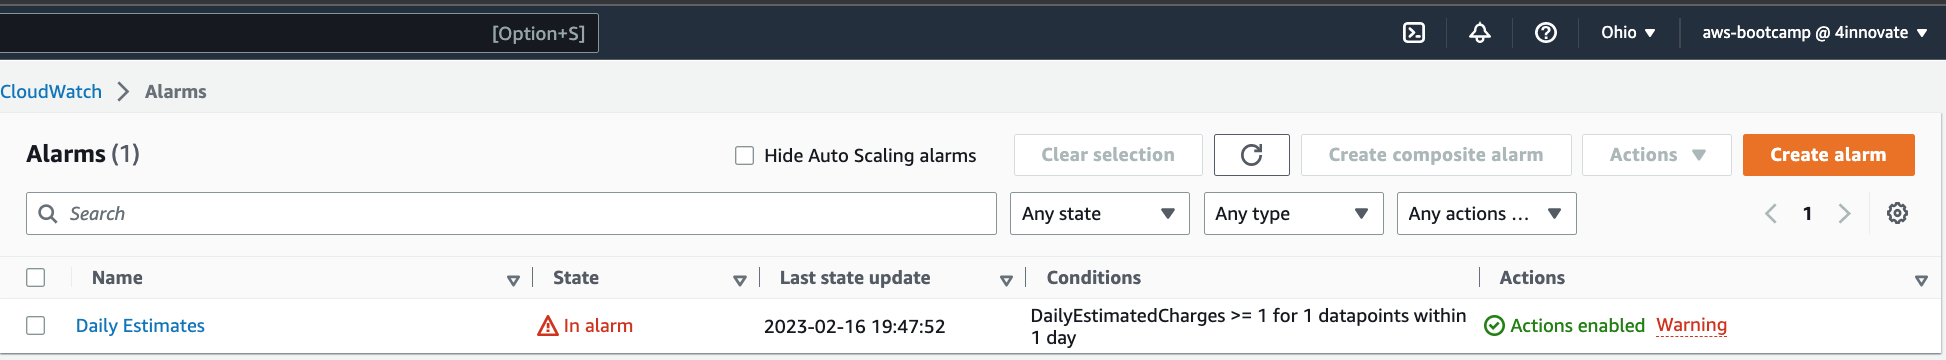 [Option+S]
Ohio
aws-bootcamp @ 4innovate
CloudWatch
Alarms
Alarms (1)
Hide Auto Scaling alarms
Clear selection
Create composite alarm
Actions
Create alarm
Search
Any state
Any type
Any actions ...
1
Name
State
Last state update
Conditions
Actions
Daily Estimates
In alarm
2023-02-16 19:47:52
DailyEstimatedCharges >= 1 for 1 datapoints within
1 day
Actions enabled
Warning